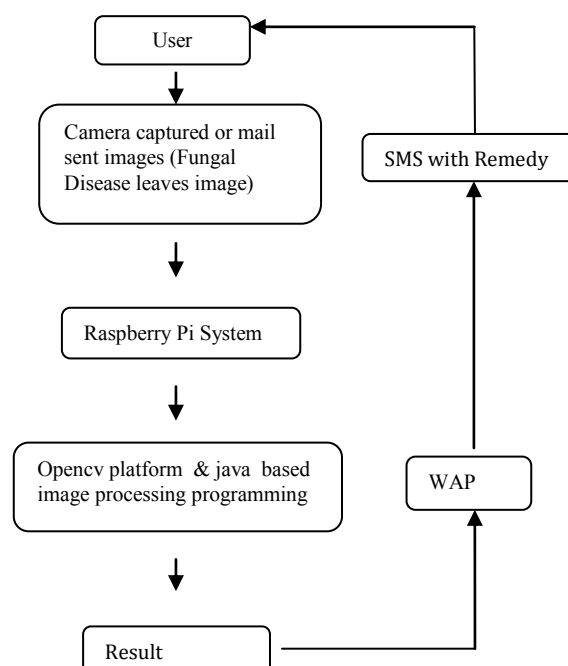 User
Camera captured or mail
sent images (Fungal
Disease leaves image)
SMS with Remedy
Raspberry Pi System
Opencv platform & java based
image processing programming
WAP
Result